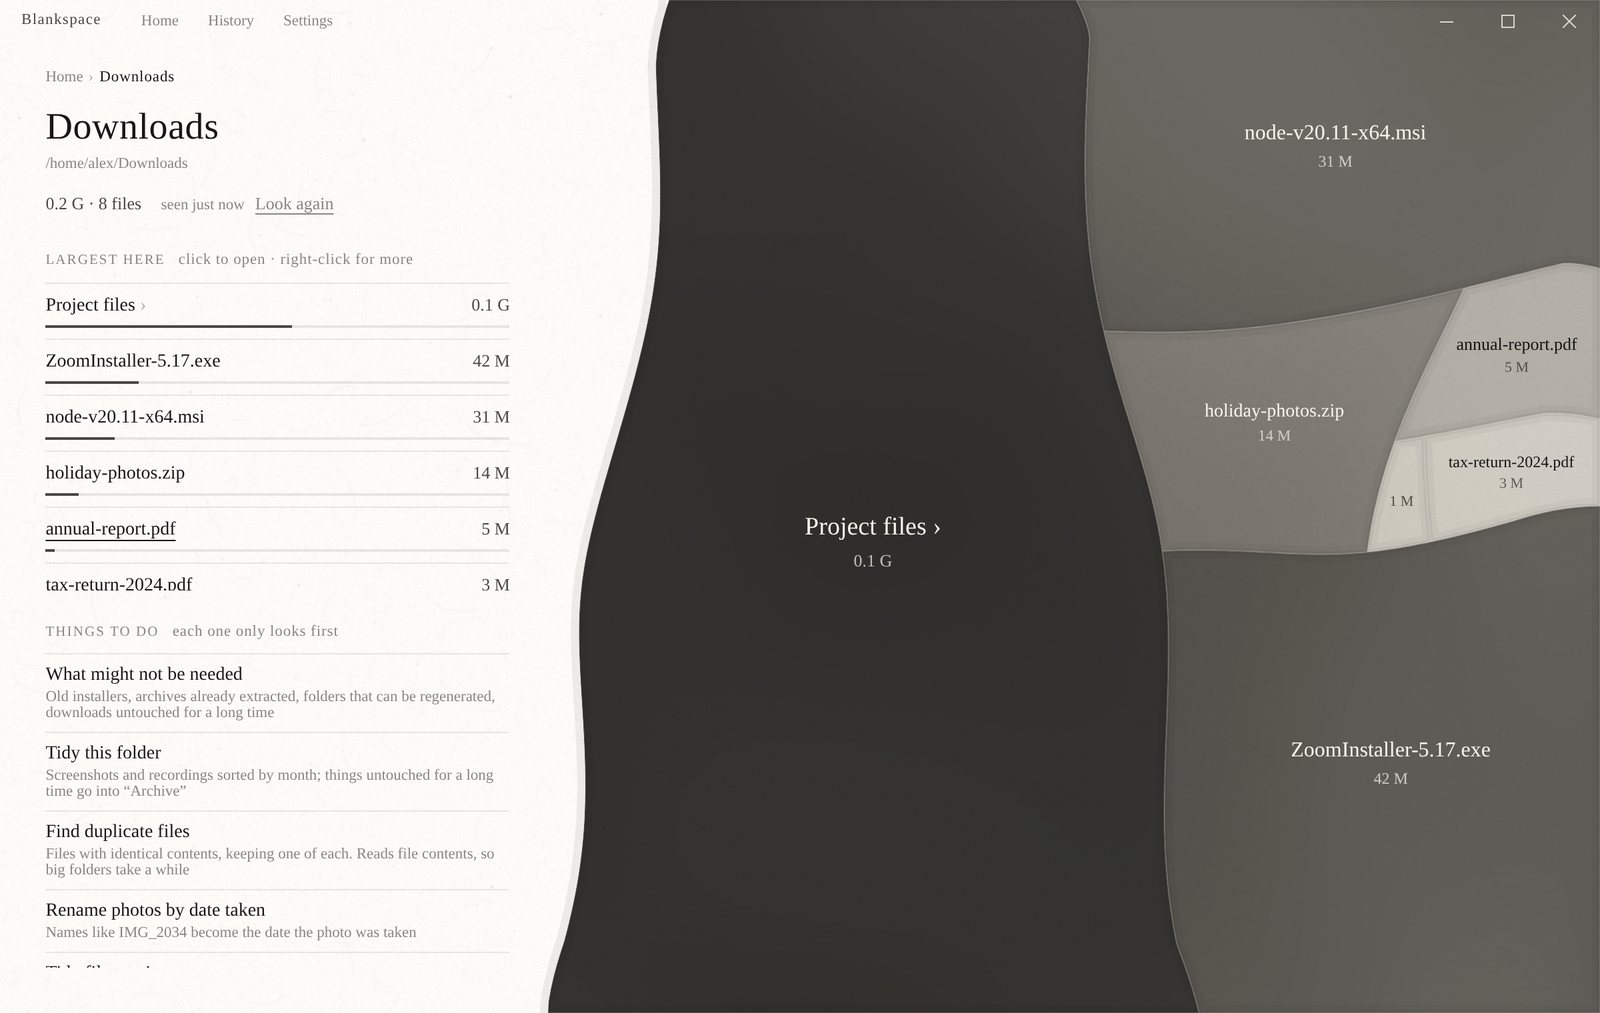 Blankspace Home History Settings
Home › Downloads
Downloads
/home/alex/Downloads
0.2 G · 8 files seen just now Look again
LARGEST HERE click to open · right-click for more
Project files › 0.1 G
ZoomInstaller-5.17.exe 42 M
node-v20.11-x64.msi 31 M
holiday-photos.zip 14 M
annual-report.pdf 5 M
tax-return-2024.pdf 3 M
THINGS TO DO each one only looks first
What might not be needed
Old installers, archives already extracted, folders that can be regenerated,
downloads untouched for a long time
Tidy this folder
Screenshots and recordings sorted by month; things untouched for a long
time go into “Archive”
Find duplicate files
Files with identical contents, keeping one of each. Reads file contents, so
big folders take a while
Rename photos by date taken
Names like IMG_2034 become the date the photo was taken
Project files ›
0.1 G
node-v20.11-x64.msi
31 M
holiday-photos.zip
14 M
annual-report.pdf
5 M
tax-return-2024.pdf
3 M
1 M
ZoomInstaller-5.17.exe
42 M